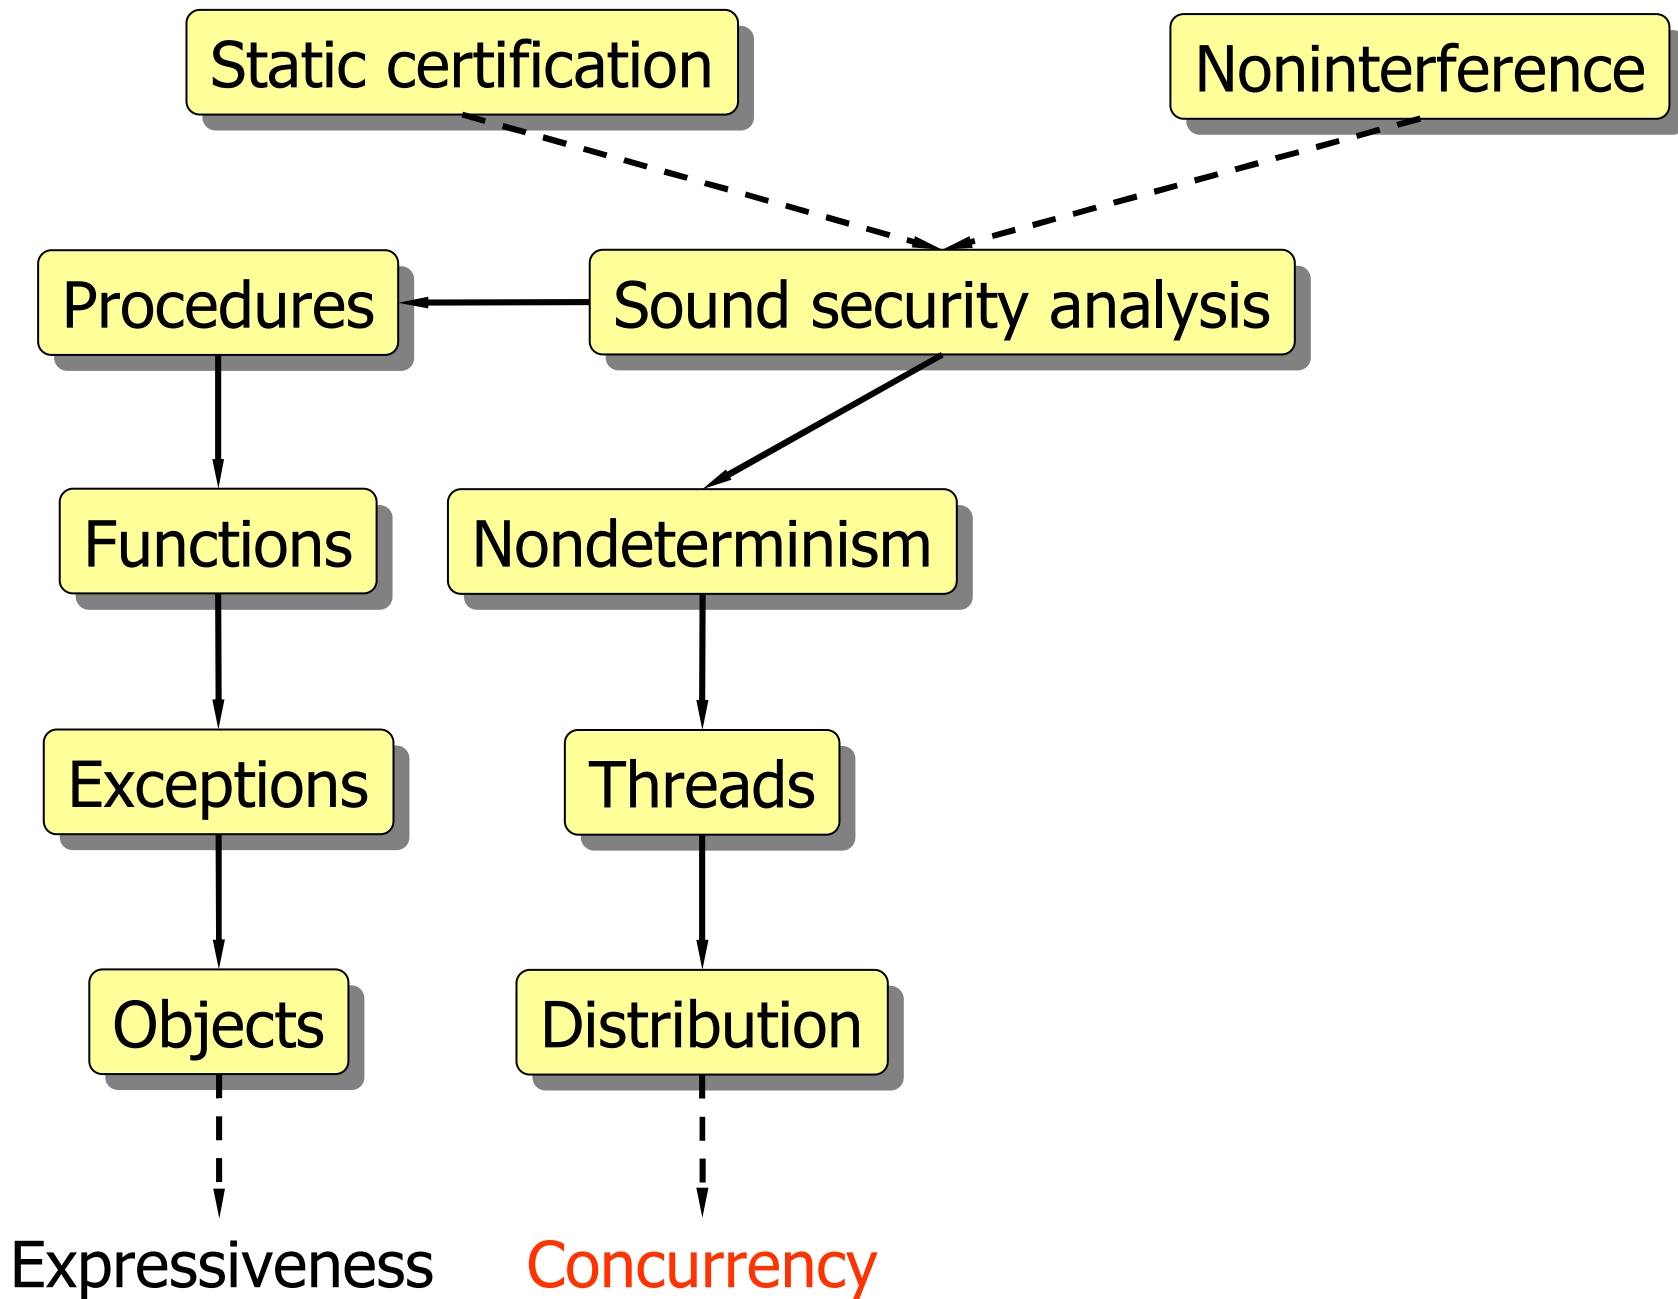 Static certification
Noninterference
Procedures
Sound security analysis
Functions
Nondeterminism
Exceptions
Threads
Objects
Distribution
Expressiveness
Concurrency